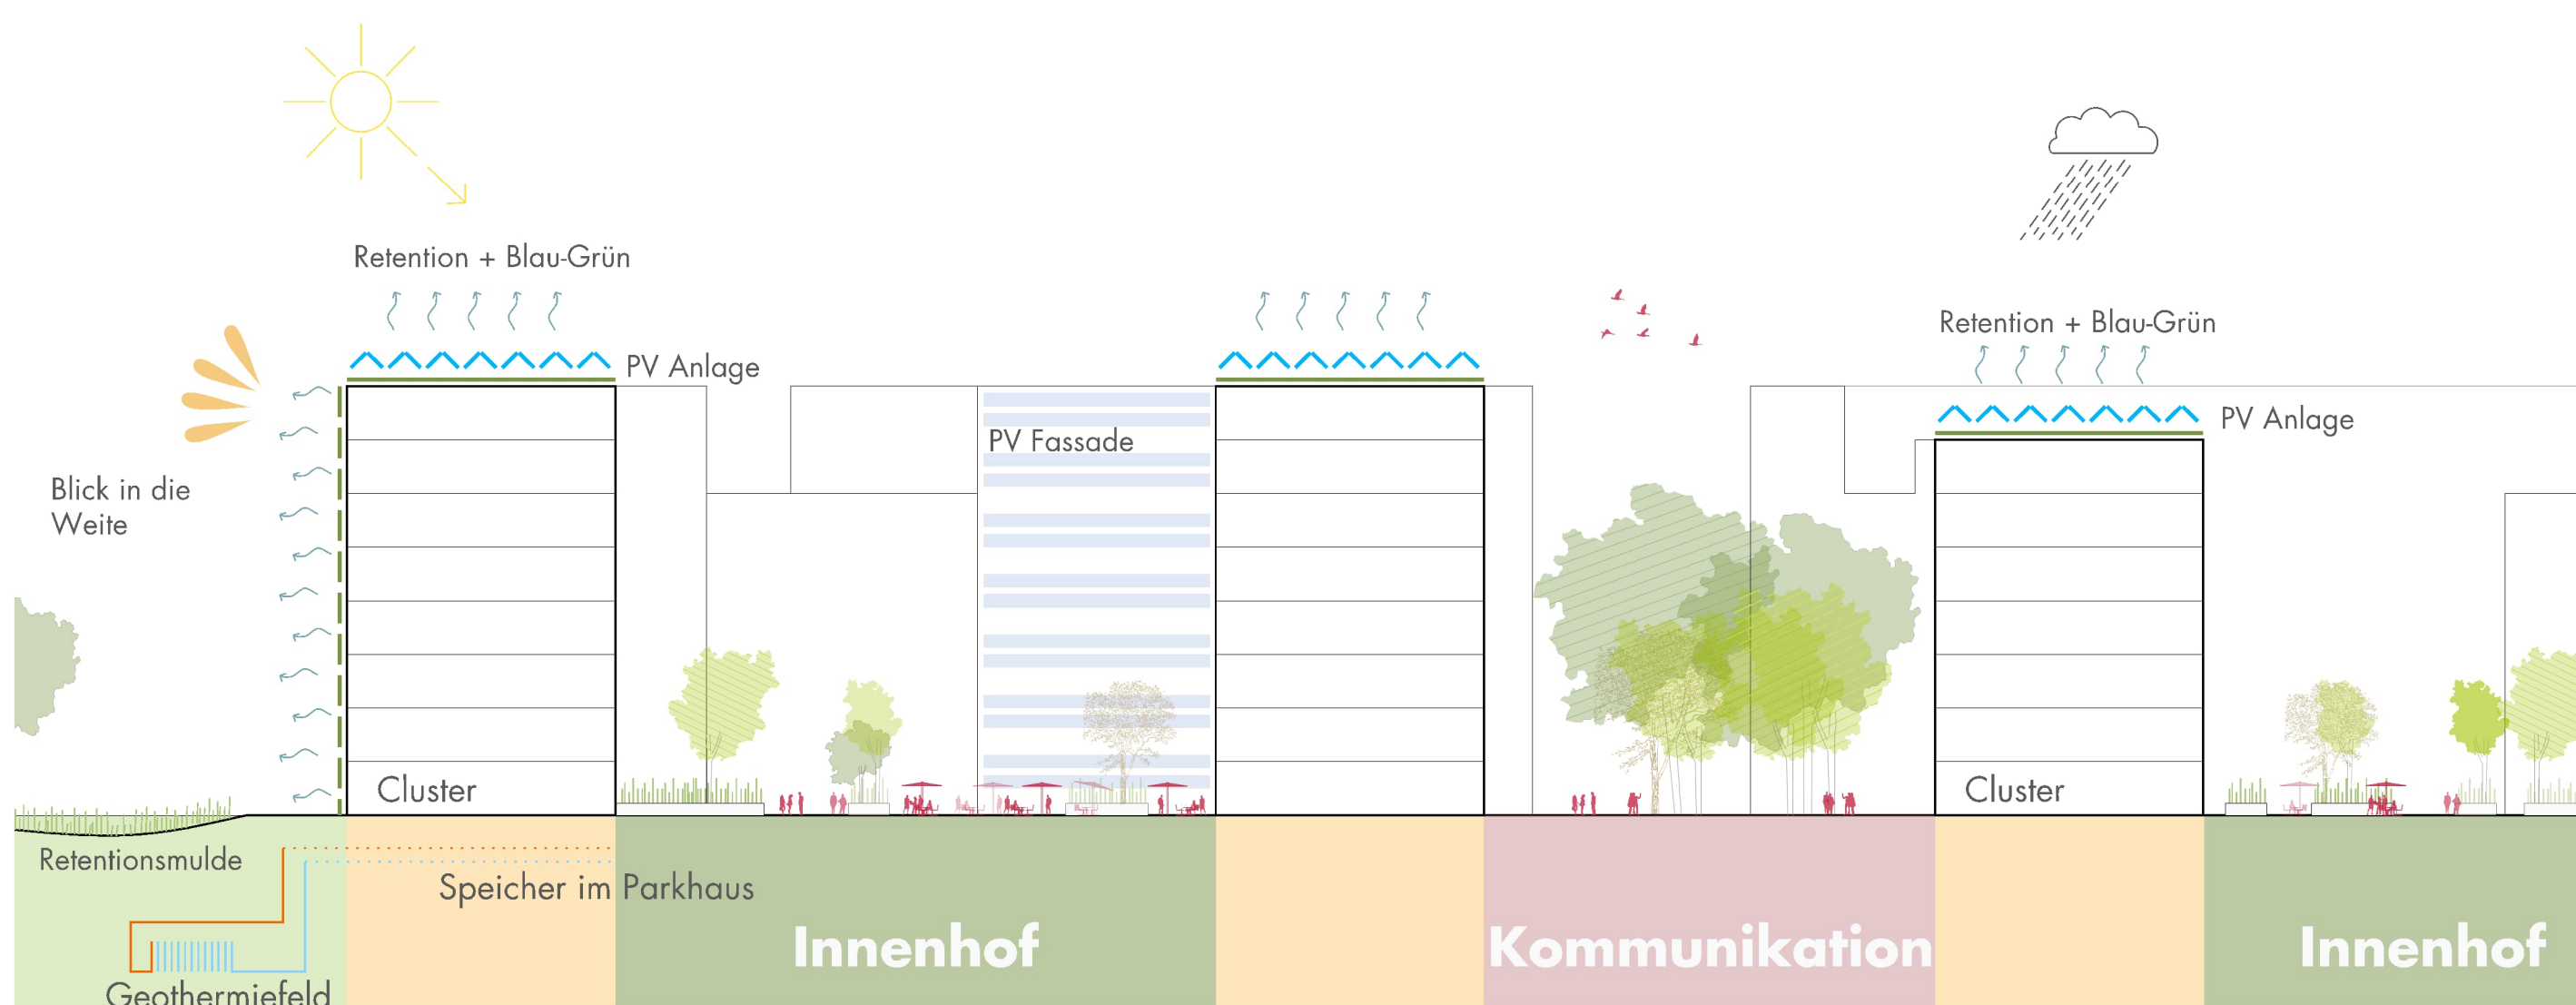 Retention + Blau-Grün
Retention + Blau-Grün
PV Anlage
PV Anlage
PV Fassade
Blick in die
Weite
Cluster
Cluster
Retentionsmulde
Speicher im Parkhaus
Innenhof
Kommunikation
Innenhof
Geothermiefeld